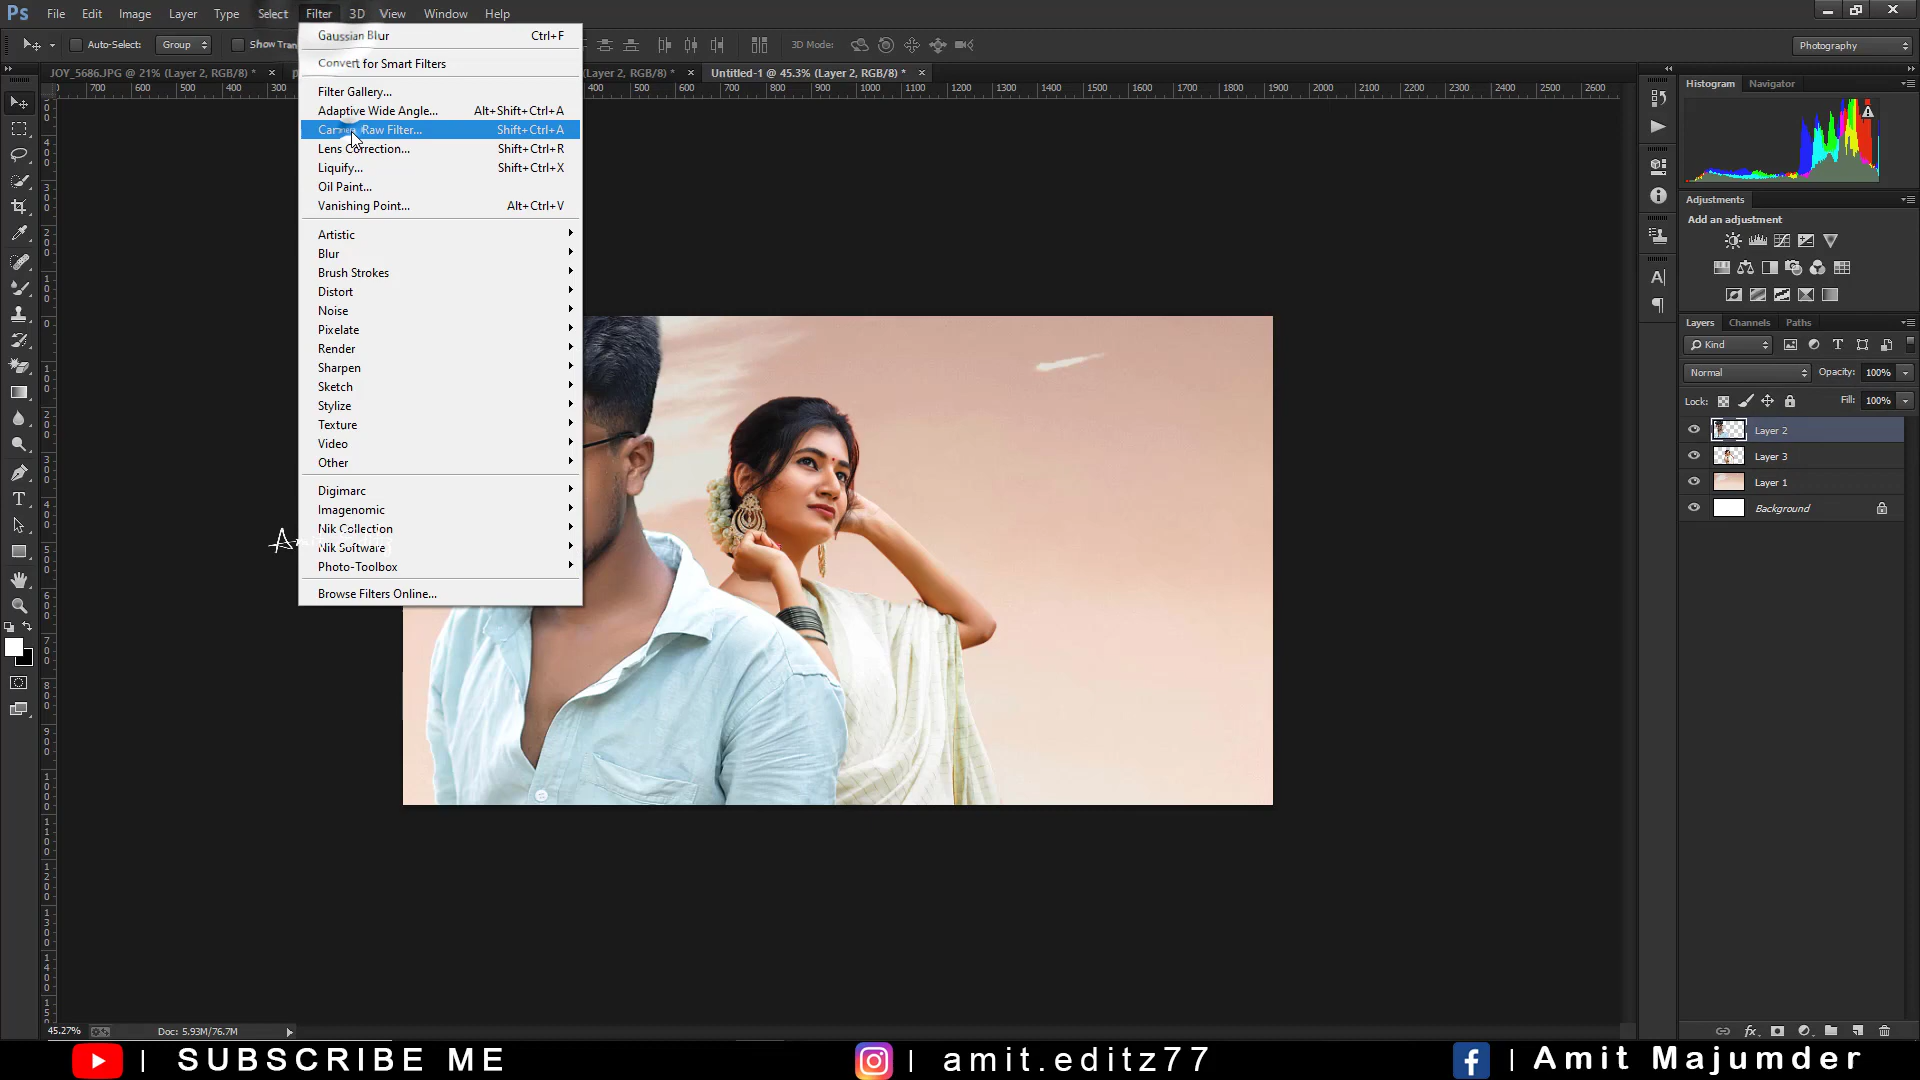 Ps File Edit Image Layer Type Select Filter 3D View Window Help
Auto-Select: Group Show 3D Mode: Photography
JOY_5686.JPG @ 21% (Layer 2, RGB/8) * × (Layer 2, RGB/8) * × Untitled-1 @ 45.3% (Layer 2, RGB/8) * ×
Gaussian Blur Ctrl+F
Convert for Smart Filters
Filter Gallery...
Adaptive Wide Angle... Alt+Shift+Ctrl+A
Camera Raw Filter... Shift+Ctrl+A
Lens Correction... Shift+Ctrl+R
Liquify... Shift+Ctrl+X
Oil Paint...
Vanishing Point... Alt+Ctrl+V
Artistic
Blur
Brush Strokes
Distort
Noise
Pixelate
Render
Sharpen
Sketch
Stylize
Texture
Video
Other
Digimarc
Imagenomic
Nik Collection
Nik Software
Photo-Toolbox
Browse Filters Online...
700 600 500 400 300 400 500 600 700 800 900 1000 1100 1200 1300 1400 1500 1600 1700 1800 1900 2000 2100 2200 2300 2400 2500 2600
Histogram Navigator
Adjustments
Add an adjustment
Layers Channels Paths
Kind
Normal Opacity: 100%
Lock: Fill: 100%
Layer 2
Layer 3
Layer 1
Background
45.27% Doc: 5.93M/76.7M
| SUBSCRIBE ME | amit.editz77 | Amit Majumder